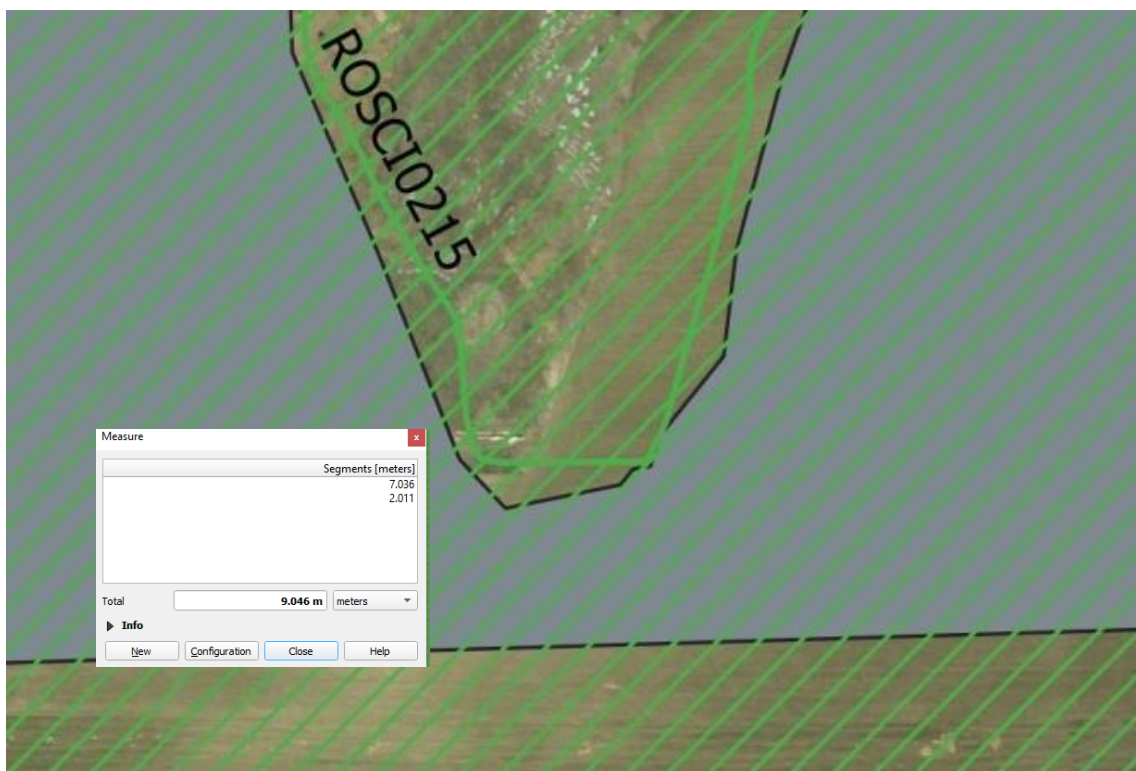 ROSCI0215
Measure
x
Segments [meters]
7.036
2.011
Total
9.046 m
meters
Info
New
Configuration
Close
Help